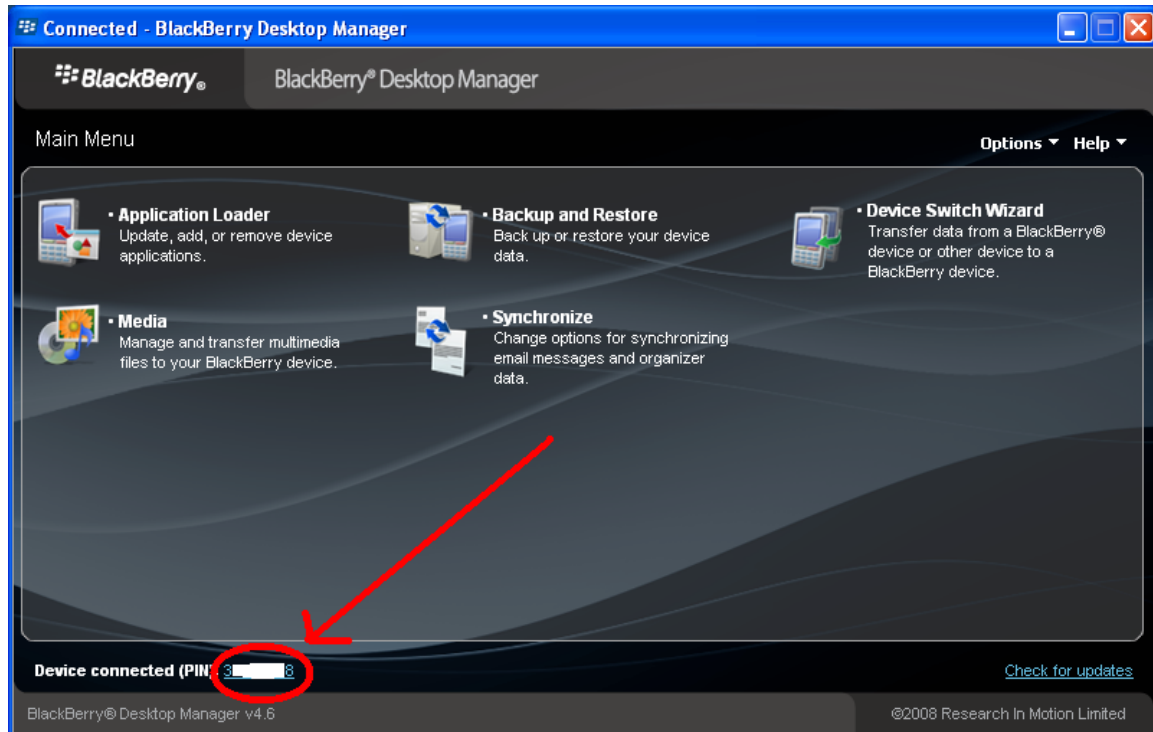 Connected - BlackBerry Desktop Manager
BlackBerry®
BlackBerry® Desktop Manager
Main Menu
Options
Help
· Application Loader
Update, add, or remove device
applications.
· Backup and Restore
Back up or restore your device
data.
· Device Switch Wizard
Transfer data from a BlackBerry®
device or other device to a
BlackBerry device.
· Media
Manage and transfer multimedia
files to your BlackBerry device.
· Synchronize
Change options for synchronizing
email messages and organizer
data.
Device connected (PIN): 3 8
Check for updates
BlackBerry® Desktop Manager v4.6
©2008 Research In Motion Limited